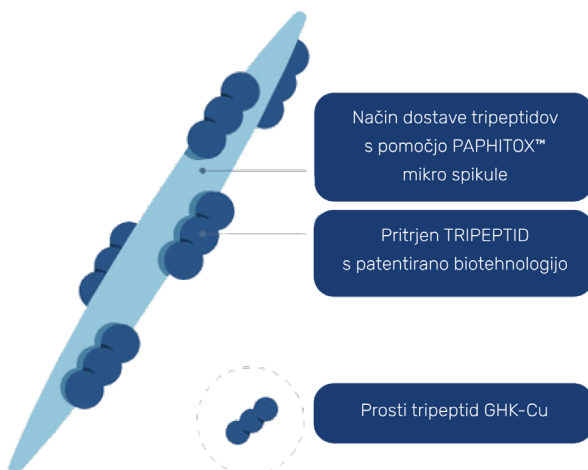 Način dostave tripeptidov
s pomočjo PAPHITOX™
mikro spikule
Pritrjen TRIPEPTID
s patentirano biotehnologijo
Prosti tripeptid GHK-Cu